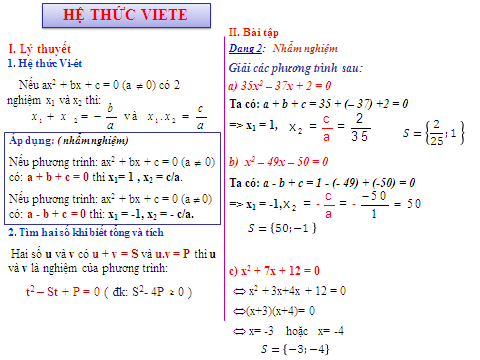 HỆ THỨC VIETE
I. Lý thuyết
1. Hệ thức Vi-ét
Nếu ax² + bx + c = 0 (a ≠ 0) có 2
nghiệm x₁ và x₂ thì:
x₁ + x₂ = − b/a và x₁.x₂ = c/a
Áp dụng: (nhẩm nghiệm)
Nếu phương trình: ax² + bx + c = 0 (a ≠ 0)
có: a + b + c = 0 thì x₁= 1 , x₂ = c/a.
Nếu phương trình: ax² + bx + c = 0 (a ≠ 0)
có: a - b + c = 0 thì: x₁ = -1, x₂ = - c/a.
2. Tìm hai số khi biết tổng và tích
Hai số u và v có u + v = S và u.v = P thì u
và v là nghiệm của phương trình:
t² – St + P = 0 ( đk: S²- 4P ≥ 0 )
II. Bài tập
Dạng 2: Nhẩm nghiệm
Giải các phương trình sau:
a) 35x² – 37x + 2 = 0
Ta có: a + b + c = 35 + (– 37) +2 = 0
=> x₁ = 1, x₂ = c/a = 2/35 S = {2/25; 1}
b) x² – 49x – 50 = 0
Ta có: a - b + c = 1 - (- 49) + (-50) = 0
=> x₁ = -1, x₂ = - c/a = - −50/1 = 50
S = {50; −1 }
c) x² + 7x + 12 = 0
⇔ x² + 3x+4x + 12 = 0
⇔(x+3)(x+4)= 0
⇔x= -3 hoặc x= -4
S = {−3; −4}